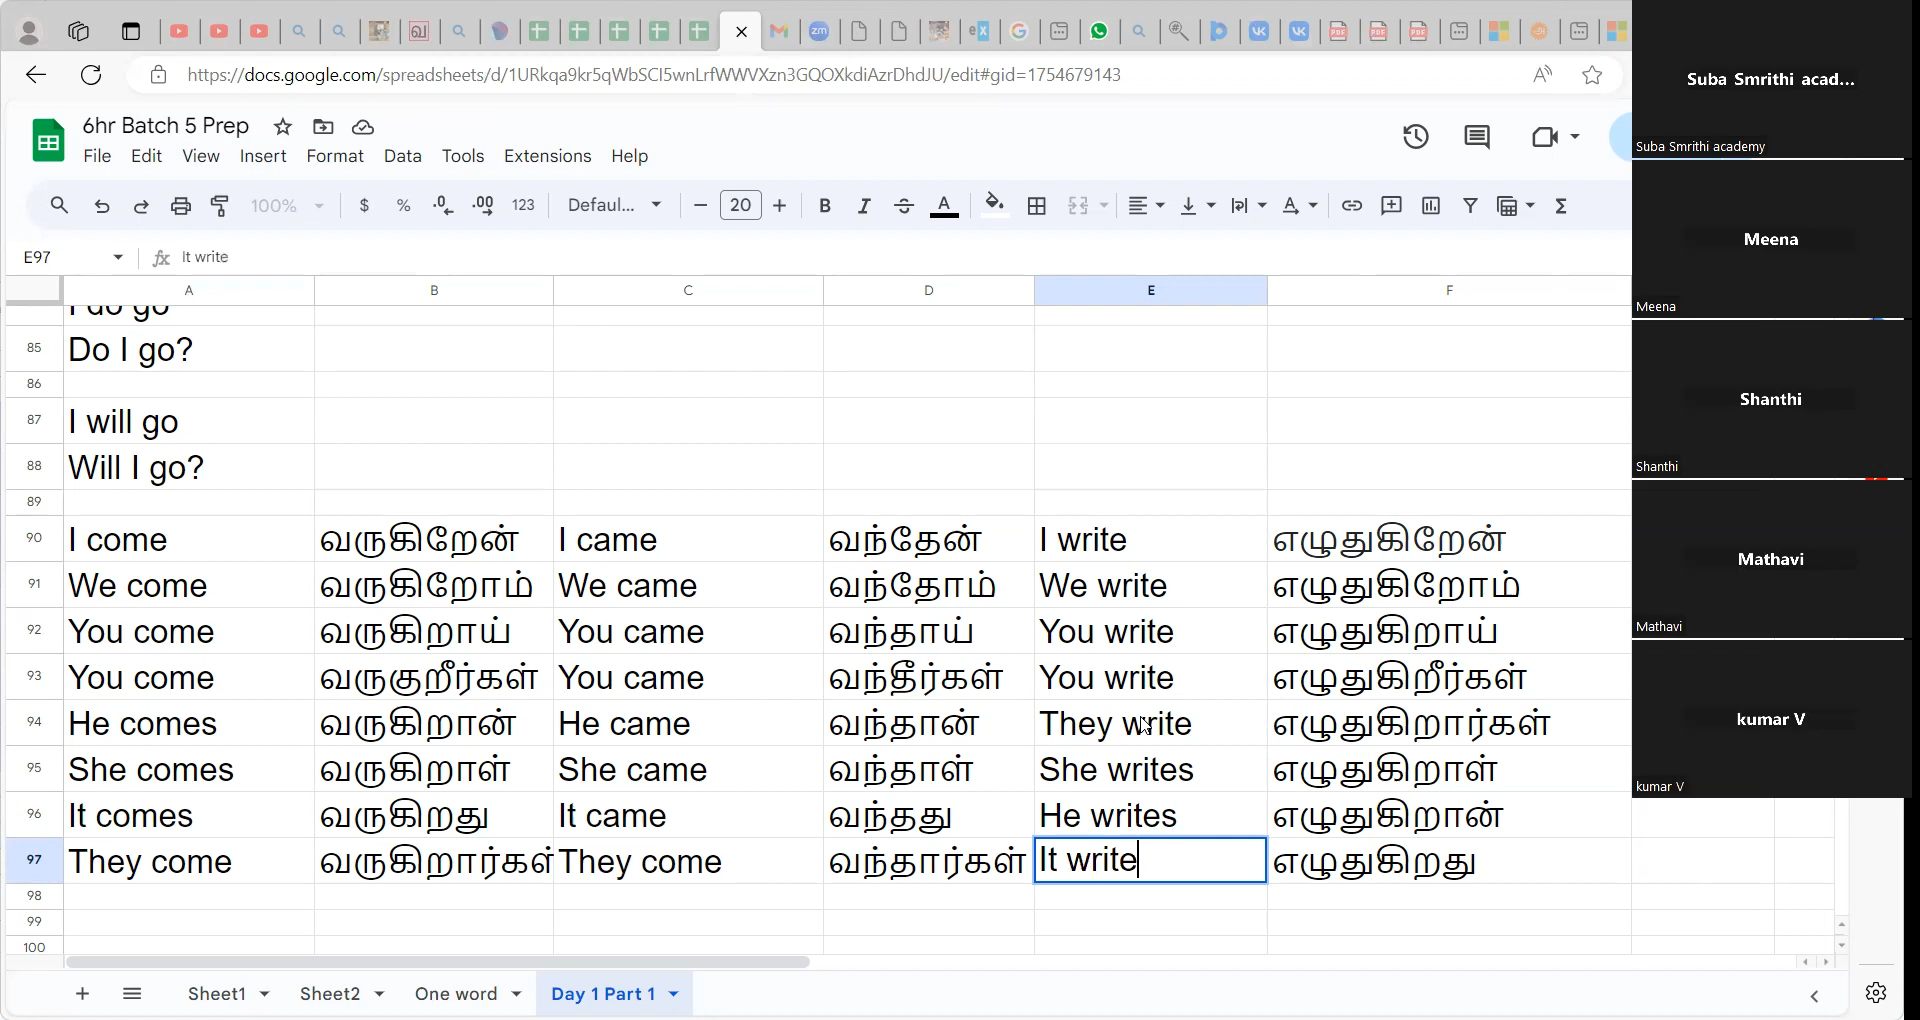 https://docs.google.com/spreadsheets/d/1URkqa9kr5qWbSCI5wnLrfWWVXzn3GQOXkdiAzrDhdJU/edit#gid=1754679143
6hr Batch 5 Prep
File Edit View Insert Format Data Tools Extensions Help
100% $ % .0 .00 123 Defaul... 20
E97 fx It write
A B C D E F
I do go
85 Do I go?
86
87 I will go
88 Will I go?
89
90 I come வருகிறேன் I came வந்தேன் I write எழுதுகிறேன்
91 We come வருகிறோம் We came வந்தோம் We write எழுதுகிறோம்
92 You come வருகிறாய் You came வந்தாய் You write எழுதுகிறாய்
93 You come வருகுறீர்கள் You came வந்தீர்கள் You write எழுதுகிறீர்கள்
94 He comes வருகிறான் He came வந்தான் They write எழுதுகிறார்கள்
95 She comes வருகிறாள் She came வந்தாள் She writes எழுதுகிறாள்
96 It comes வருகிறது It came வந்தது He writes எழுதுகிறான்
97 They come வருகிறார்கள் They come வந்தார்கள் It write எழுதுகிறது
98
99
100
Sheet1 Sheet2 One word Day 1 Part 1
Suba Smrithi acad...
Suba Smrithi academy
Meena
Meena
Shanthi
Shanthi
Mathavi
Mathavi
kumar V
kumar V